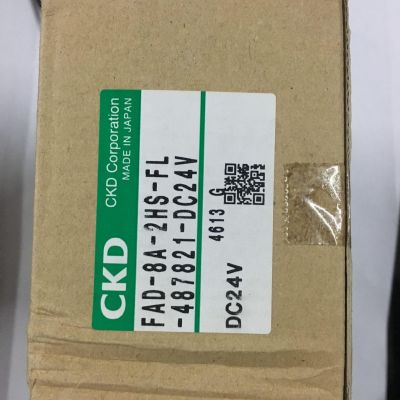 CKD
CKD Corporation
MADE IN JAPAN
FAD-8A-2HS-FL
-487821-DC24V
4613 G
DC24V